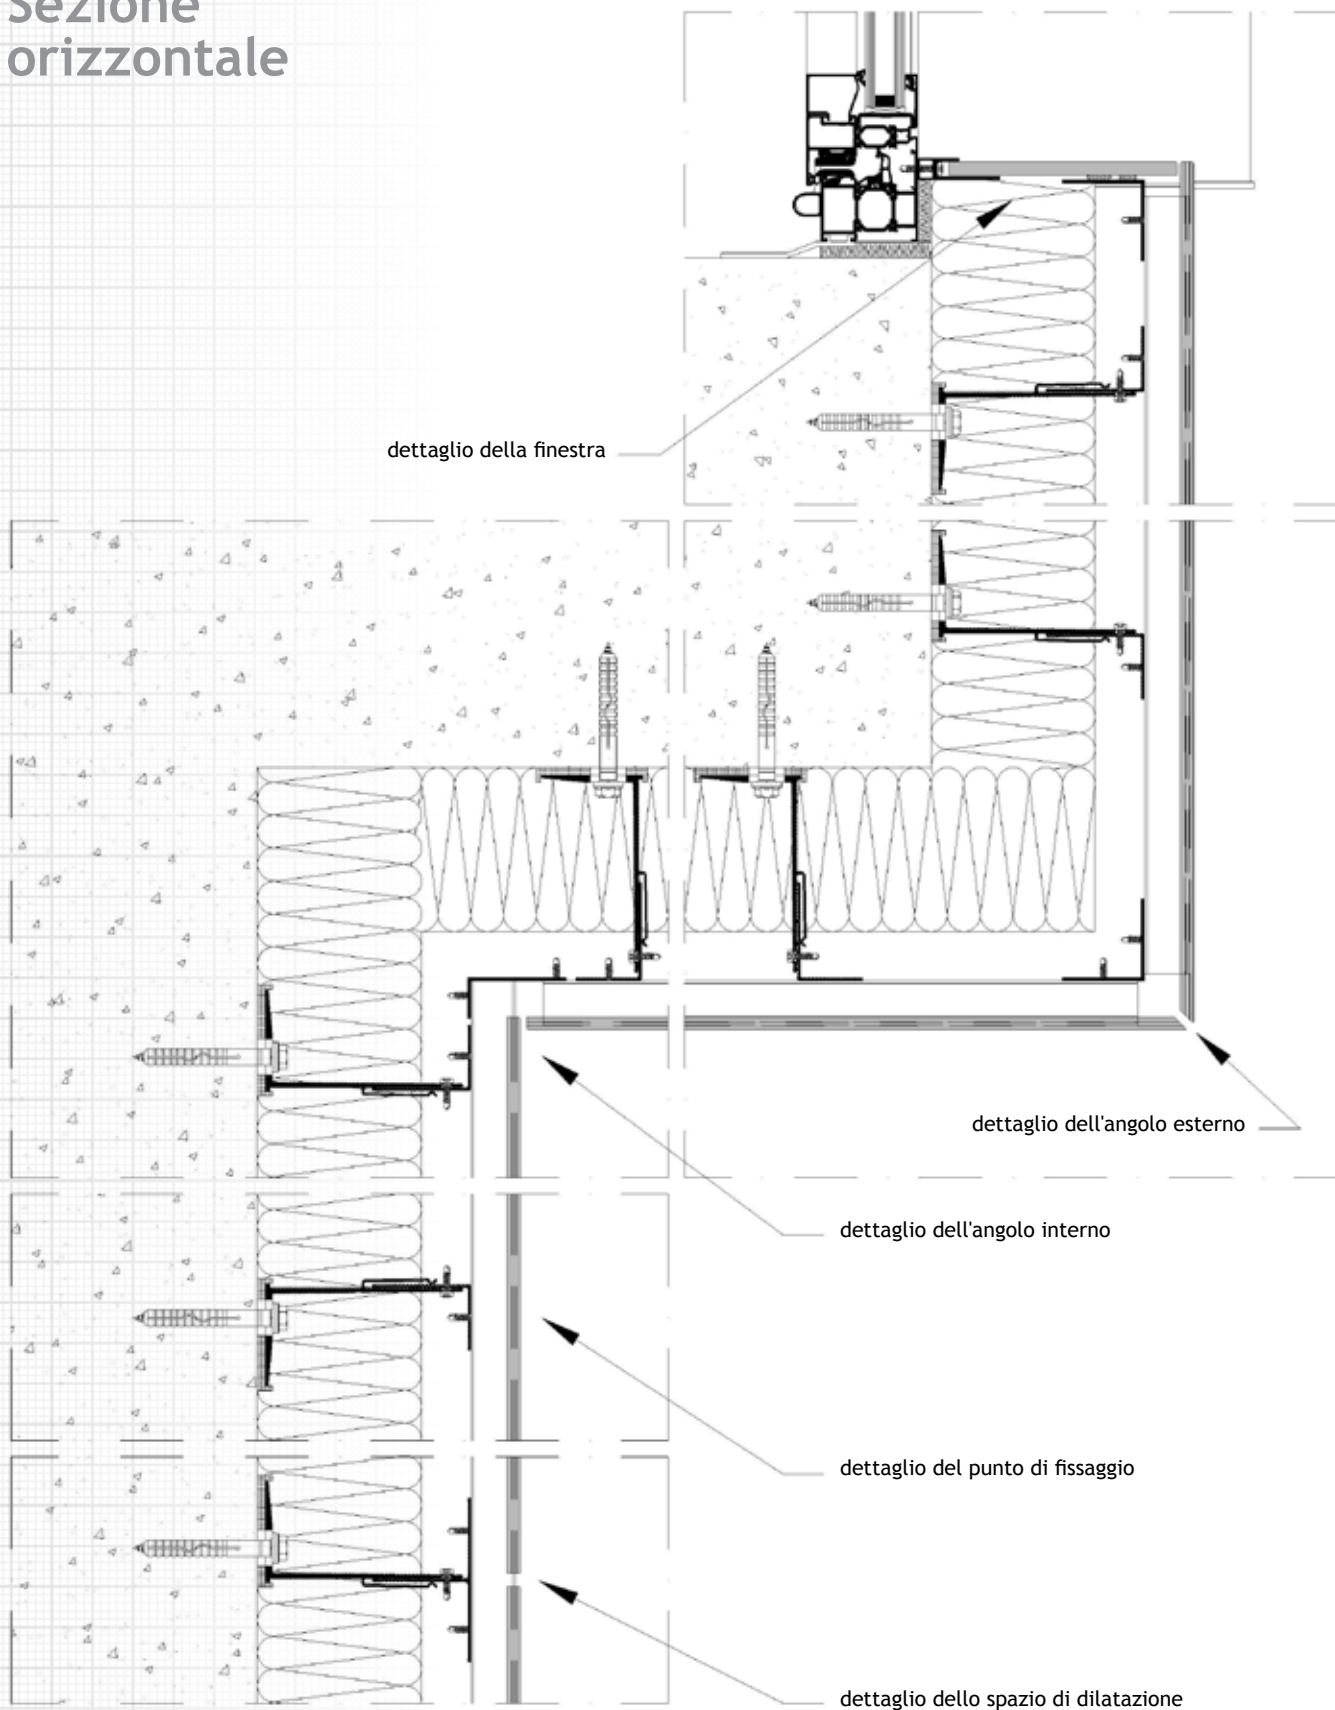 Sezione
orizzontale
dettaglio della finestra
dettaglio dell'angolo esterno
dettaglio dell'angolo interno
dettaglio del punto di fissaggio
dettaglio dello spazio di dilatazione